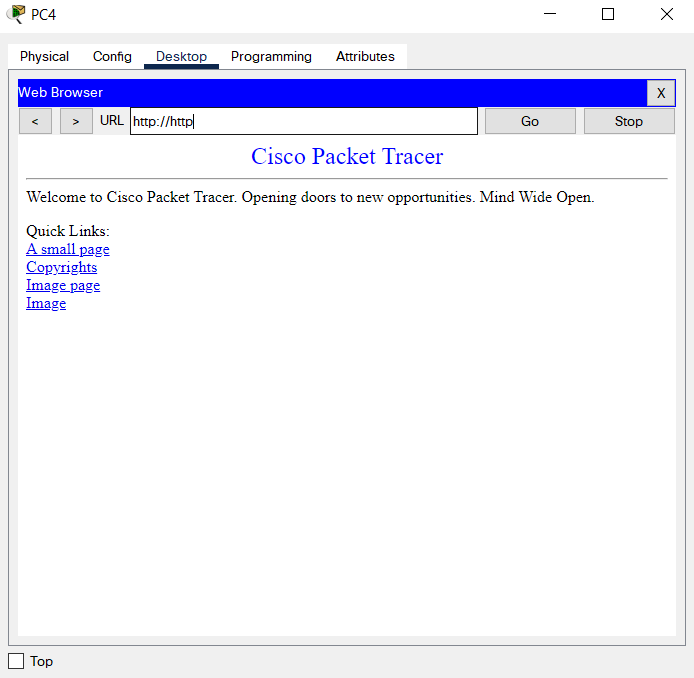 PC4
Physical Config Desktop Programming Attributes
Web Browser X
< > URL http://http Go Stop
Cisco Packet Tracer
Welcome to Cisco Packet Tracer. Opening doors to new opportunities. Mind Wide Open.
Quick Links:
A small page
Copyrights
Image page
Image
Top